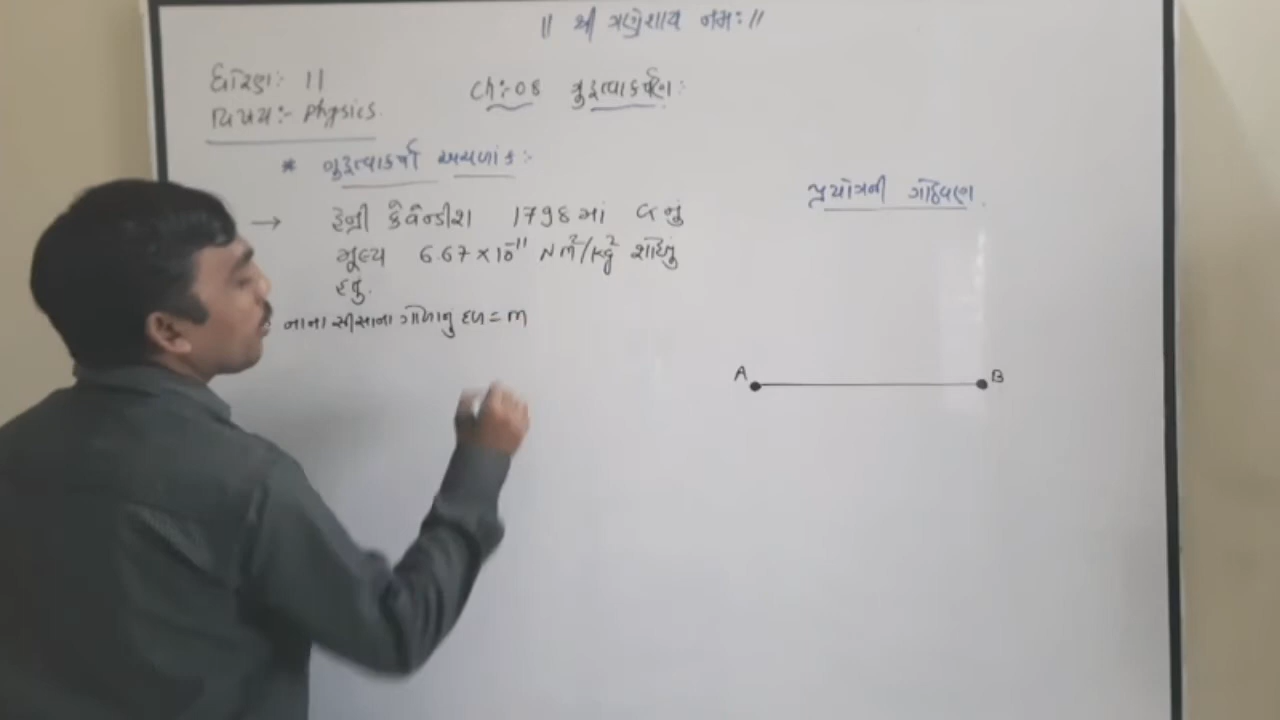 ॥ શ્રી ગણેશાય નમઃ ॥
ધોરણઃ- 11
વિષયઃ- Physics.
Ch:-08 ગુરુત્વાકર્ષણ:
* ગુરુત્વાકર્ષી અચળાંક :-
→ હેન્રી કેવેન્ડીશ 1798માં G નું
મૂલ્ય 6.67 × 10⁻¹¹ Nm²/kg² શોધ્યું
હતું.
નાના સીસાના ગોળાનુ દળ = m
પ્રયોગની ગોઠવણ
A B